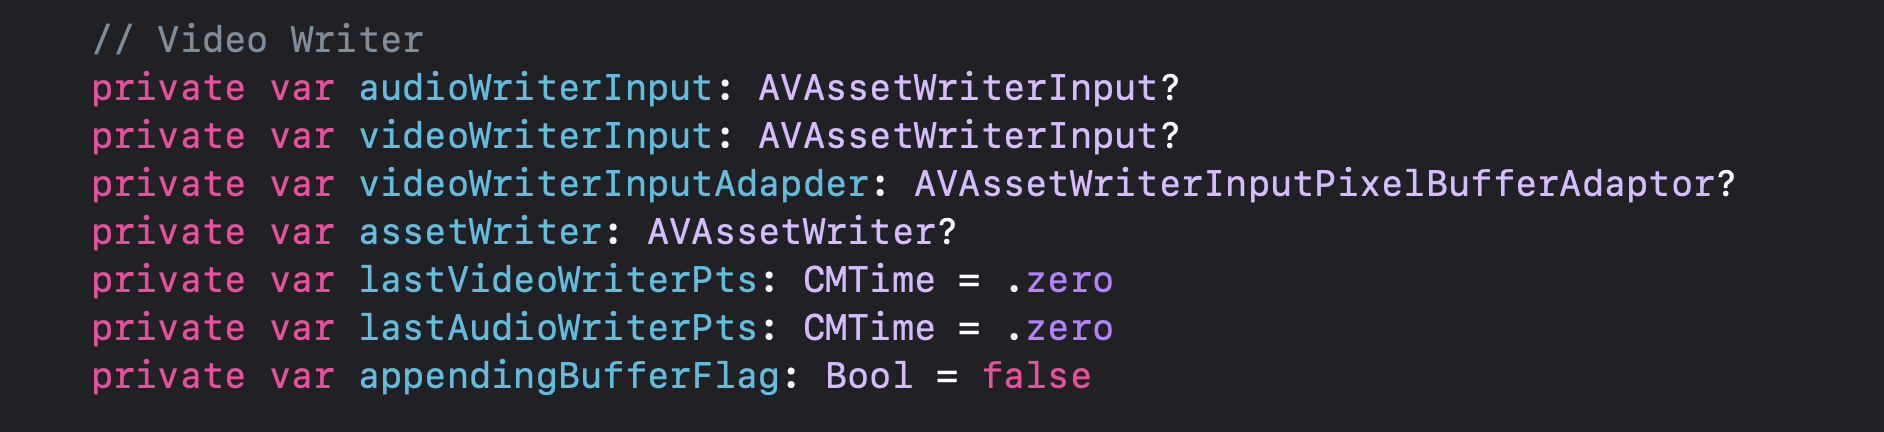 // Video Writer
private var audioWriterInput: AVAssetWriterInput?
private var videoWriterInput: AVAssetWriterInput?
private var videoWriterInputAdapder: AVAssetWriterInputPixelBufferAdaptor?
private var assetWriter: AVAssetWriter?
private var lastVideoWriterPts: CMTime = .zero
private var lastAudioWriterPts: CMTime = .zero
private var appendingBufferFlag: Bool = false